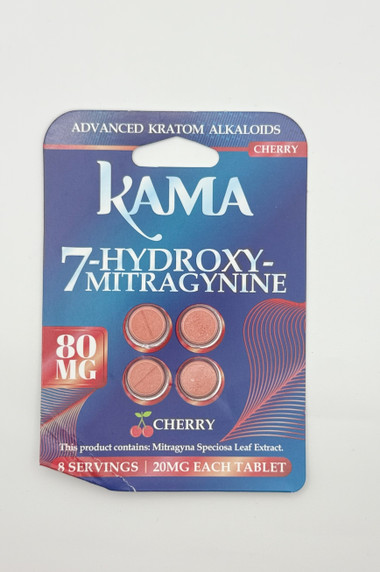 ADVANCED KRATOM ALKALOIDS
CHERRY
KAMA
7-HYDROXY-
MITRAGYNINE
80
MG
CHERRY
This product contains: Mitragyna Speciosa Leaf Extract.
8 SERVINGS | 20MG EACH TABLET